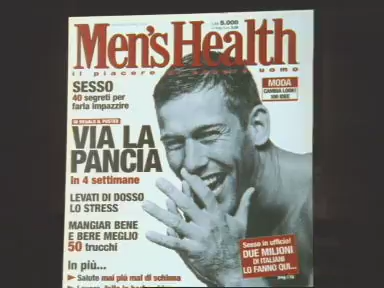 5.000
Men'sHealth
il piacere uomo
SESSO
40 segreti per
farla impazzire
MODA
CAMBIA LOOK!
IN REGALO IL POSTER
VIA LA
PANCIA
In 4 settimane
LEVATI DI DOSSO
LO STRESS
MANGIAR BENE
E BERE MEGLIO
50 trucchi
In più...
Salute mai più mal di schiena
Sesso in ufficio!
DUE MILIONI
DI ITALIANI
LO FANNO QUI...